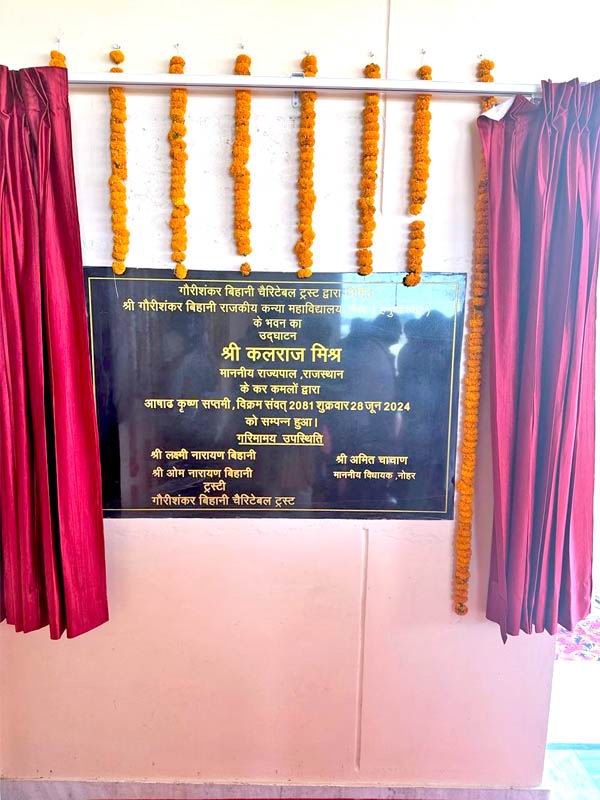 गौरीशंकर बिहानी चैरिटेबल ट्रस्ट द्वारा
श्री गौरीशंकर बिहानी राजकीय कन्या महाविद्यालय
के भवन का
उद्घाटन
श्री कलराज मिश्र
माननीय राज्यपाल ,राजस्थान
के कर कमलों द्वारा
आषाढ कृष्ण सप्तमी, विक्रम संवत् 2081 शुक्रवार 28 जून 2024
को सम्पन्न हुआ।
गरिमामय उपस्थिति
श्री लक्ष्मी नारायण बिहानी
श्री ओम नारायण बिहानी
ट्रस्टी
गौरीशंकर बिहानी चैरिटेबल ट्रस्ट
श्री अमित चाचाण
माननीय विधायक ,नोहर